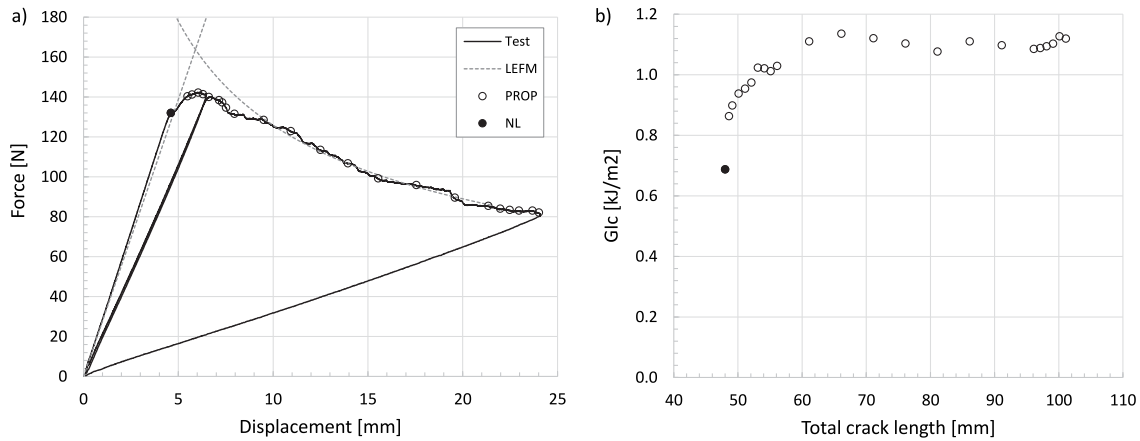 a)
180
160
140
120
100
80
60
40
20
0
Force [N]
0 5 10 15 20 25
Displacement [mm]
Test
LEFM
PROP
NL
b)
1.2
1.0
0.8
0.6
0.4
0.2
0.0
GIc [kJ/m2]
40 50 60 70 80 90 100 110
Total crack length [mm]